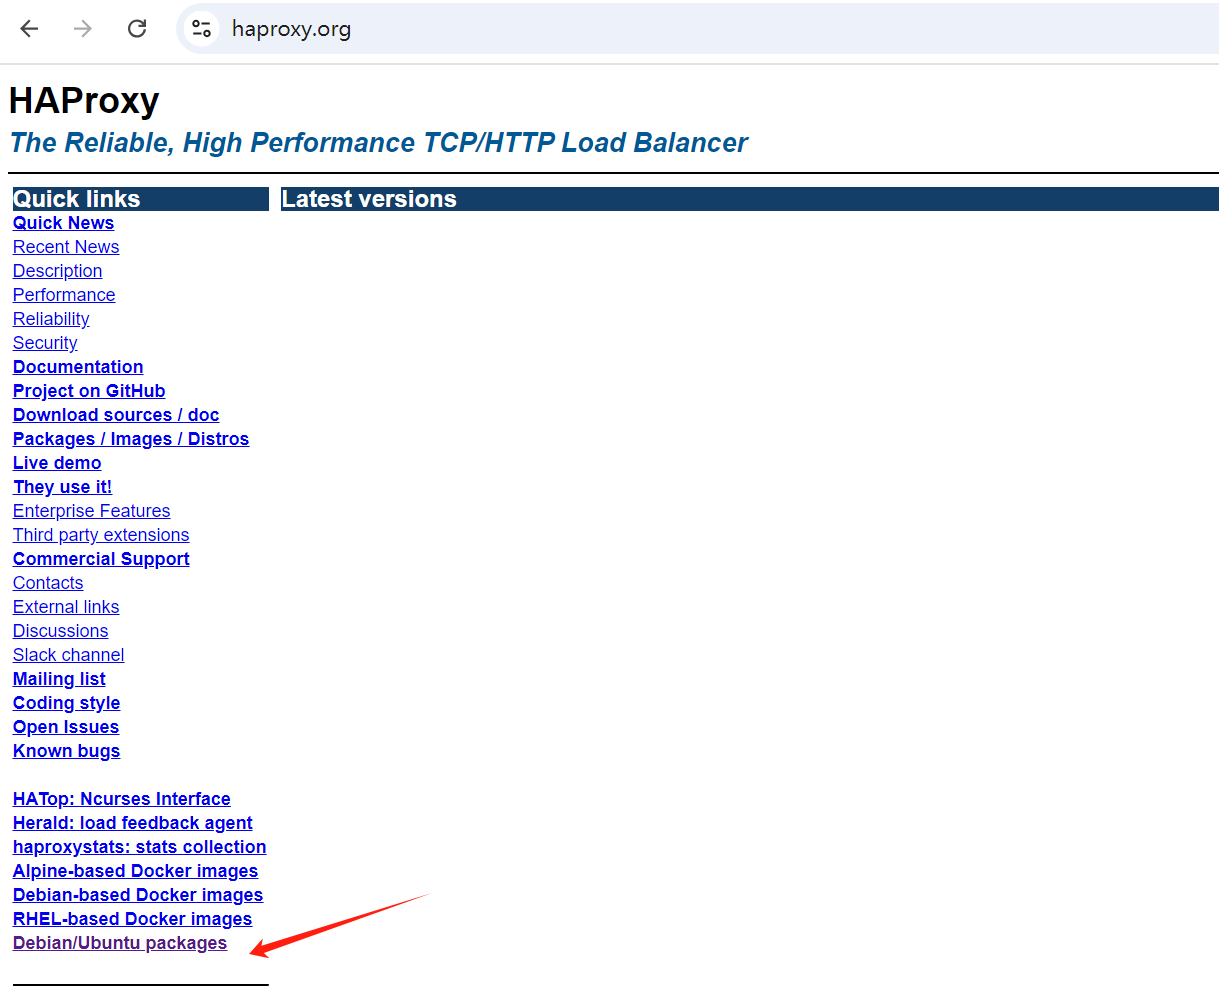 haproxy.org
HAProxy
The Reliable, High Performance TCP/HTTP Load Balancer
Quick links
Latest versions
Quick News
Recent News
Description
Performance
Reliability
Security
Documentation
Project on GitHub
Download sources / doc
Packages / Images / Distros
Live demo
They use it!
Enterprise Features
Third party extensions
Commercial Support
Contacts
External links
Discussions
Slack channel
Mailing list
Coding style
Open Issues
Known bugs
HATop: Ncurses Interface
Herald: load feedback agent
haproxystats: stats collection
Alpine-based Docker images
Debian-based Docker images
RHEL-based Docker images
Debian/Ubuntu packages